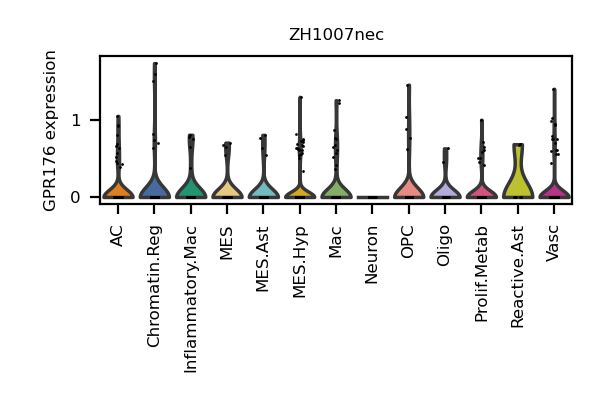 ZH1007nec
GPR176 expression
1
0
AC
Chromatin.Reg
Inflammatory.Mac
MES
MES.Ast
MES.Hyp
Mac
Neuron
OPC
Oligo
Prolif.Metab
Reactive.Ast
Vasc